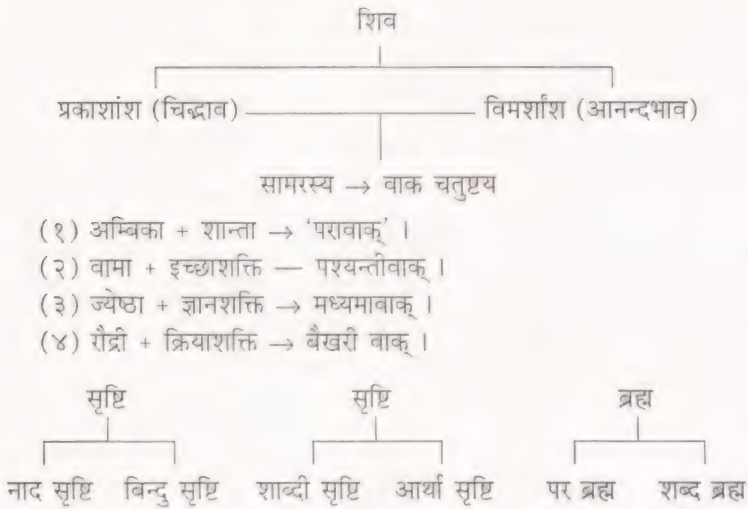 शिव
प्रकाशांश (चिद्भाव) विमर्शांश (आनन्दभाव)
सामरस्य → वाक चतुष्टय
(१) अम्बिका + शान्ता → 'परावाक्' ।
(२) वामा + इच्छाशक्ति — पश्यन्तीवाक् ।
(३) ज्येष्ठा + ज्ञानशक्ति → मध्यमावाक् ।
(४) रौद्री + क्रियाशक्ति → बैखरी वाक् ।
सृष्टि सृष्टि ब्रह्म
नाद सृष्टि बिन्दु सृष्टि शाब्दी सृष्टि आर्था सृष्टि पर ब्रह्म शब्द ब्रह्म